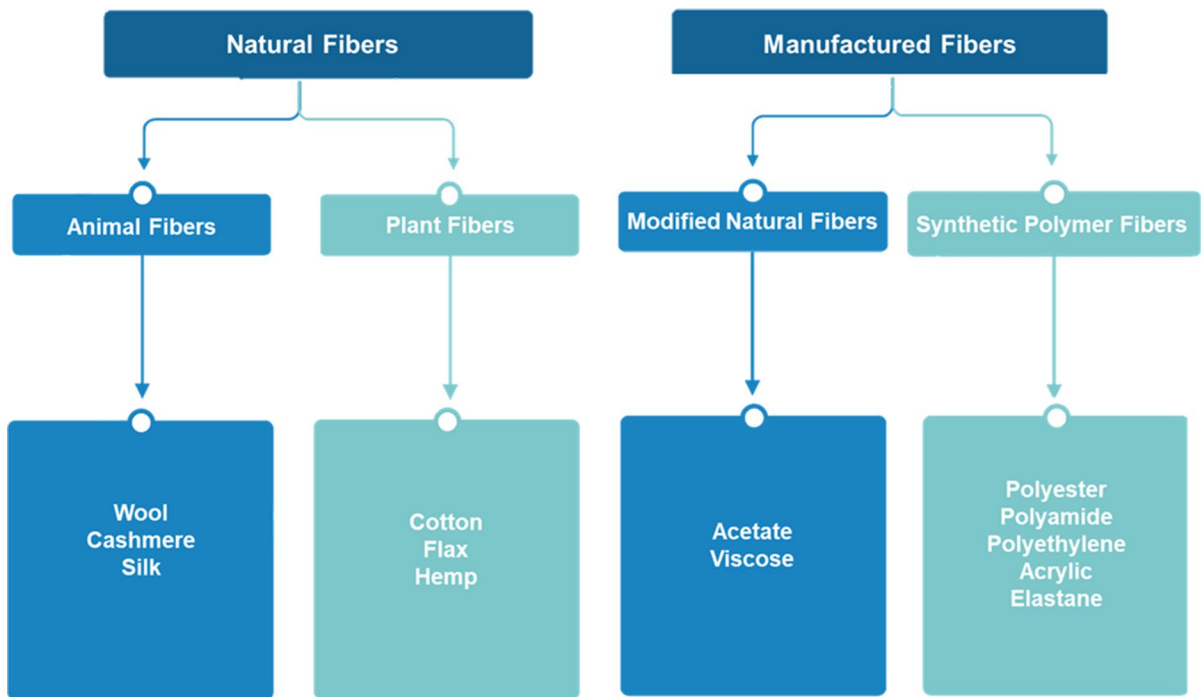 Natural Fibers
Manufactured Fibers
Animal Fibers
Plant Fibers
Modified Natural Fibers
Synthetic Polymer Fibers
Wool
Cashmere
Silk
Cotton
Flax
Hemp
Acetate
Viscose
Polyester
Polyamide
Polyethylene
Acrylic
Elastane